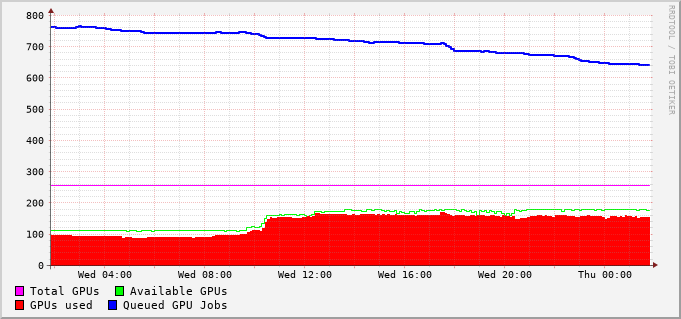 800
700
600
500
400
300
200
100
0
Wed 04:00 Wed 08:00 Wed 12:00 Wed 16:00 Wed 20:00 Thu 00:00
Total GPUs Available GPUs
GPUs used Queued GPU Jobs
RRDTOOL / TOBI OETIKER